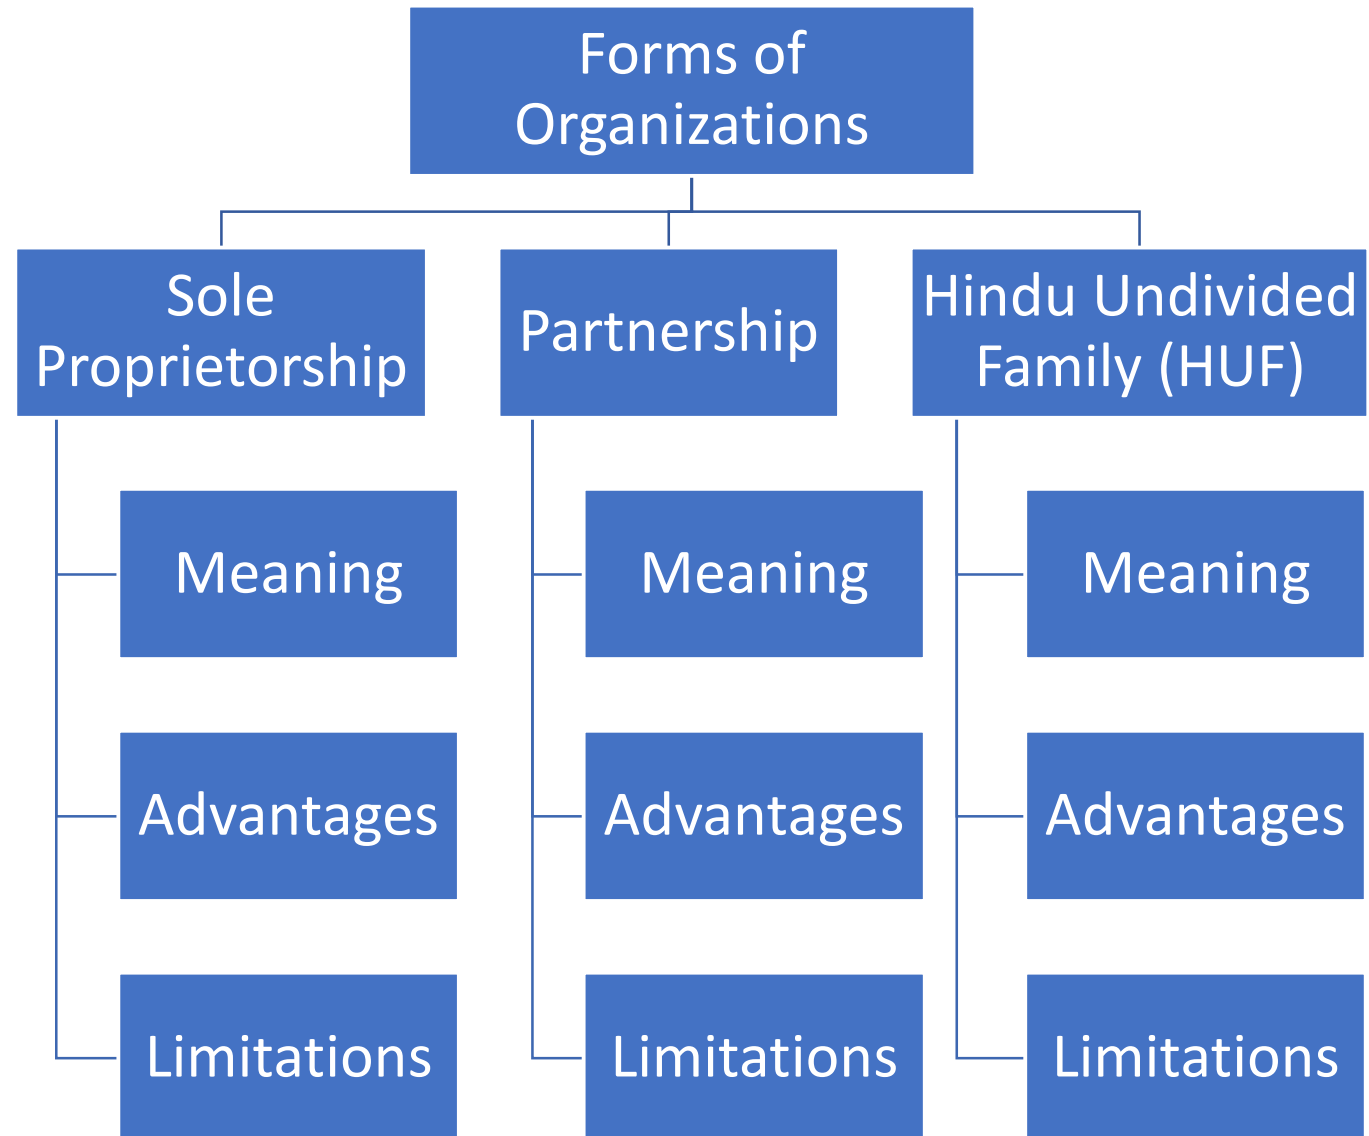 Forms of
Organizations
Sole
Proprietorship
Partnership
Hindu Undivided
Family (HUF)
Meaning
Meaning
Meaning
Advantages
Advantages
Advantages
Limitations
Limitations
Limitations